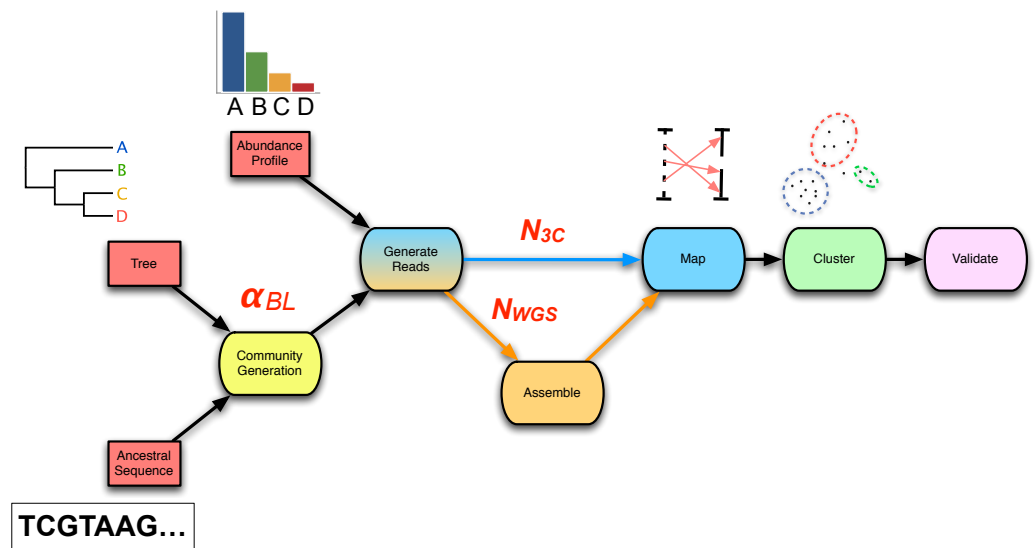 A B C D
Abundance
Profile
A
B
C
D
Tree
αBL
Generate
Reads
N3C
NWGS
Map
Cluster
Validate
Community
Generation
Assemble
Ancestral
Sequence
TCGTAAG...